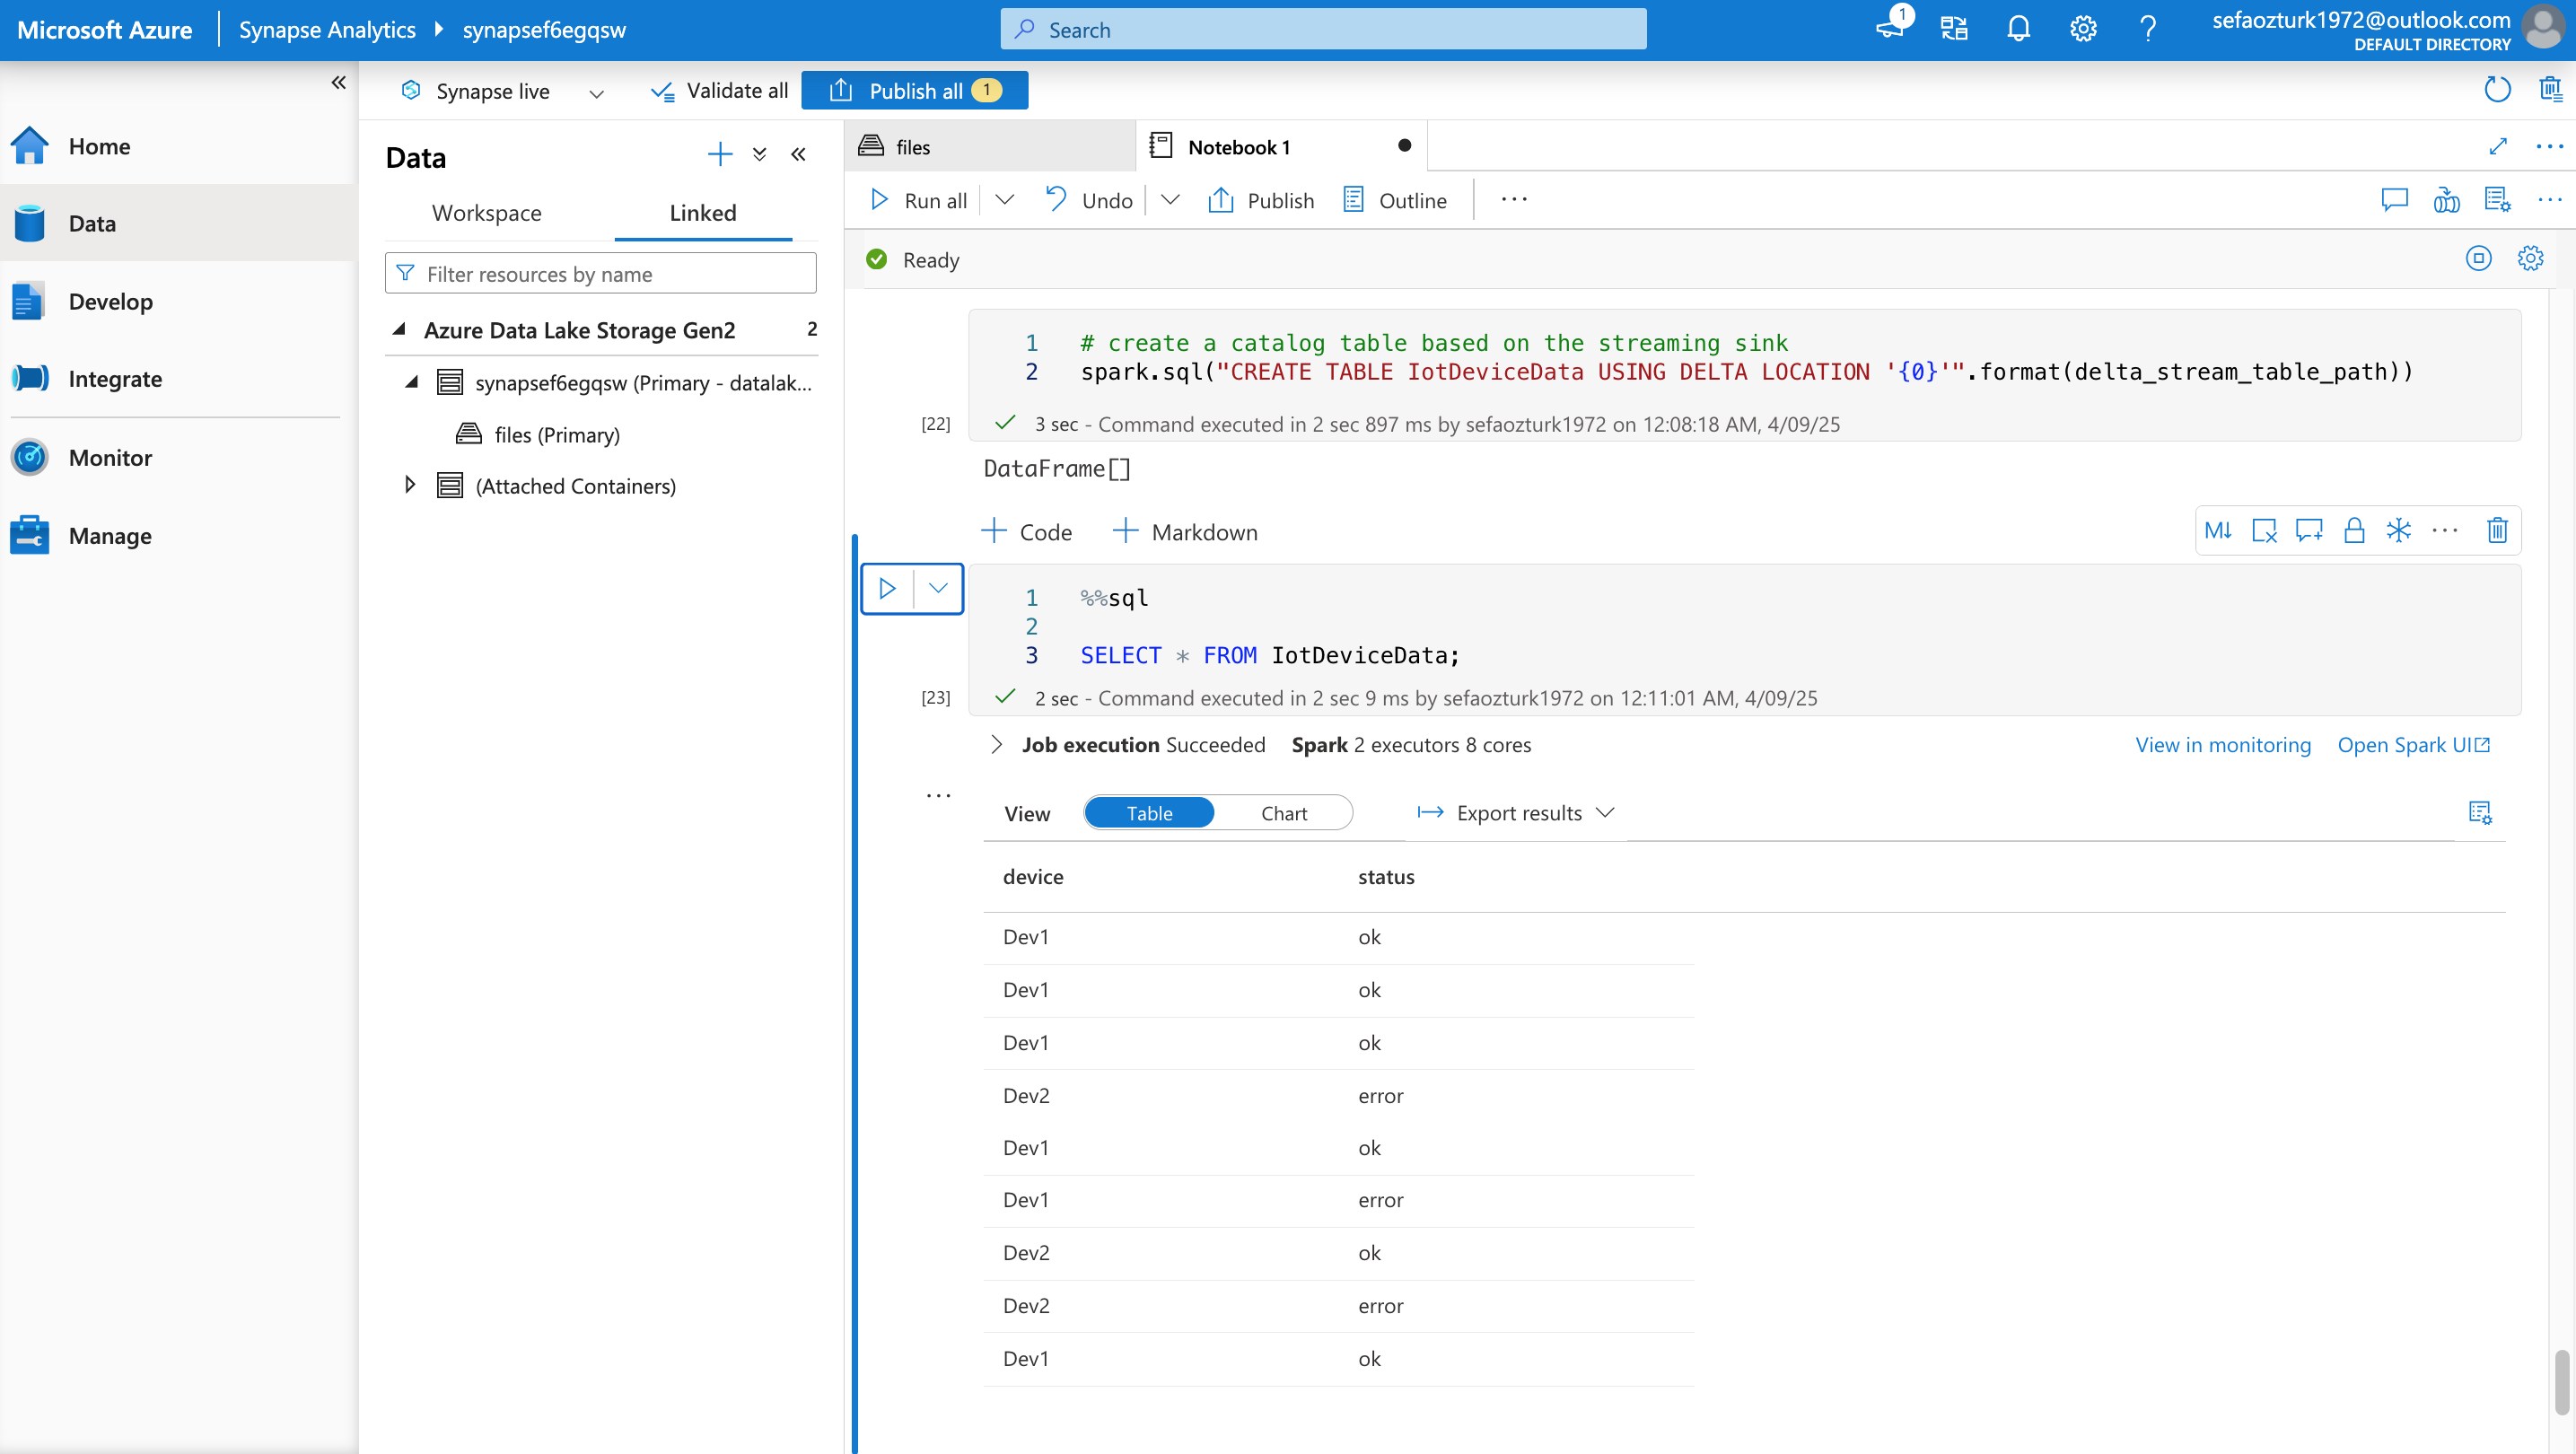 Microsoft Azure
Synapse Analytics
synapsef6egqsw
Search
1
sefaozturk1972@outlook.com
DEFAULT DIRECTORY
Synapse live
Validate all
Publish all 1
Home
Data
Develop
Integrate
Monitor
Manage
Data
Workspace
Linked
Filter resources by name
Azure Data Lake Storage Gen2 2
synapsef6egqsw (Primary - datalak...
files (Primary)
(Attached Containers)
files
Notebook 1
Run all
Undo
Publish
Outline
Ready
1 # create a catalog table based on the streaming sink
2 spark.sql("CREATE TABLE IotDeviceData USING DELTA LOCATION '{0}'".format(delta_stream_table_path))
[22] 3 sec - Command executed in 2 sec 897 ms by sefaozturk1972 on 12:08:18 AM, 4/09/25
DataFrame[]
Code
Markdown
M↓
1 %%sql
2
3 SELECT * FROM IotDeviceData;
[23] 2 sec - Command executed in 2 sec 9 ms by sefaozturk1972 on 12:11:01 AM, 4/09/25
Job execution Succeeded Spark 2 executors 8 cores
View in monitoring
Open Spark UI
View
Table
Chart
Export results
device status
Dev1 ok
Dev1 ok
Dev1 ok
Dev2 error
Dev1 ok
Dev1 error
Dev2 ok
Dev2 error
Dev1 ok